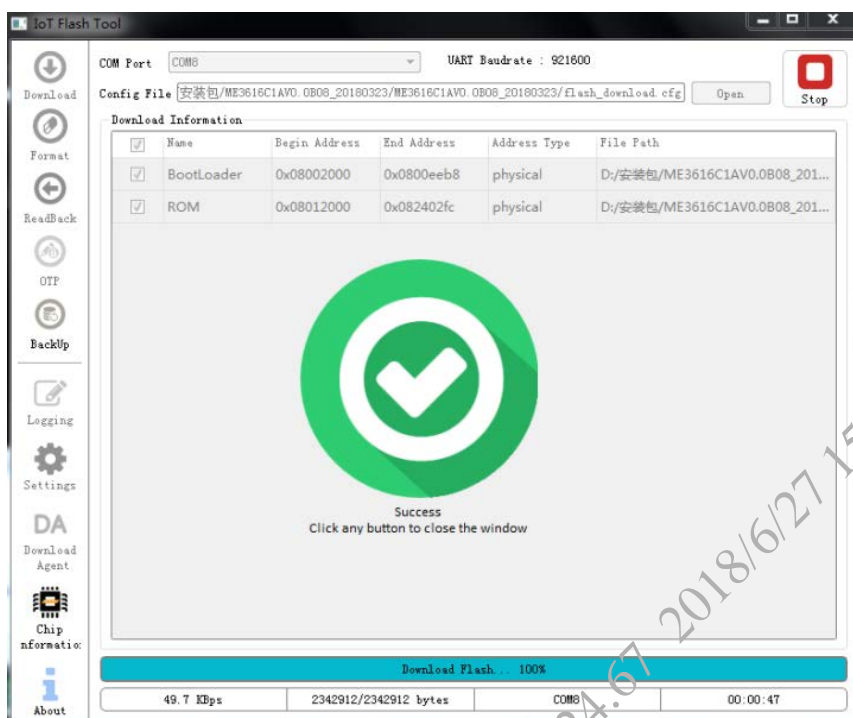 IoT Flash Tool
COM Port COM8 UART Baudrate : 921600
Config File 安装包/ME3616C1AV0.0B08_20180323/ME3616C1AV0.0B08_20180323/flash_download.cfg Open Stop
Download
Format
ReadBack
OTP
BackUp
Logging
Settings
DA
Download
Agent
Chip
nformatio:
About
Download Information
Name Begin Address End Address Address Type File Path
BootLoader 0x08002000 0x0800eeb8 physical D:/安装包/ME3616C1AV0.0B08_201...
ROM 0x08012000 0x082402fc physical D:/安装包/ME3616C1AV0.0B08_201...
Success
Click any button to close the window
Download Flash... 100%
49.7 KBps 2342912/2342912 bytes COM8 00:00:47
24.67 2018/6/27 15